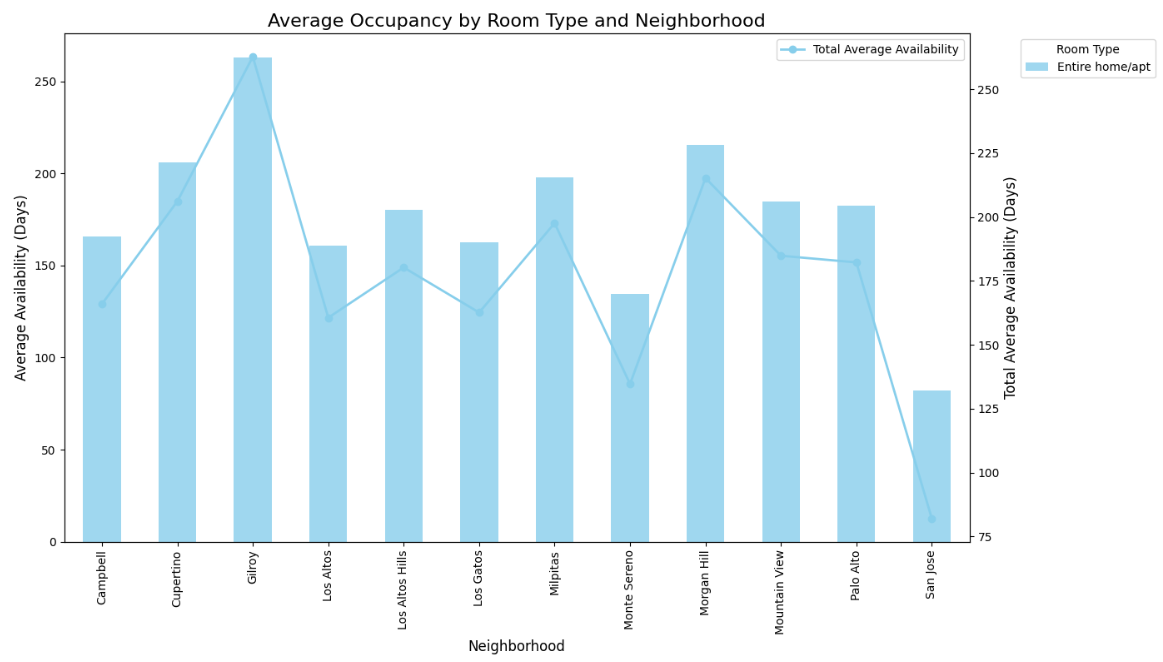 Average Occupancy by Room Type and Neighborhood
Total Average Availability
Room Type
Entire home/apt
Average Availability (Days)
250
200
150
100
50
0
250
225
200
175
150
125
100
75
Total Average Availability (Days)
Campbell
Cupertino
Gilroy
Los Altos
Los Altos Hills
Los Gatos
Milpitas
Monte Sereno
Morgan Hill
Mountain View
Palo Alto
San Jose
Neighborhood